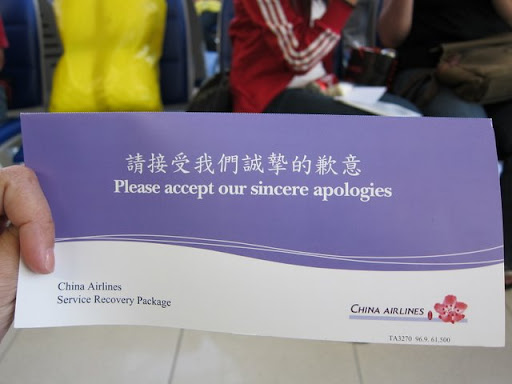 請接受我們誠摯的歉意
Please accept our sincere apologies
China Airlines
Service Recovery Package
CHINA AIRLINES
TA3270 96.9. 61,500